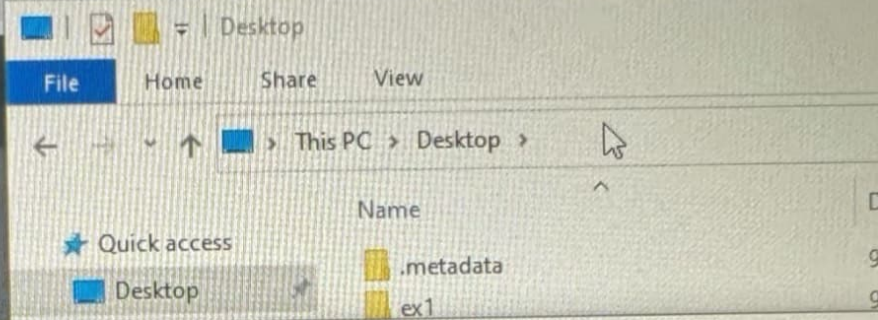 Desktop
File Home Share View
This PC > Desktop >
Name
Quick access
.metadata
Desktop
ex1